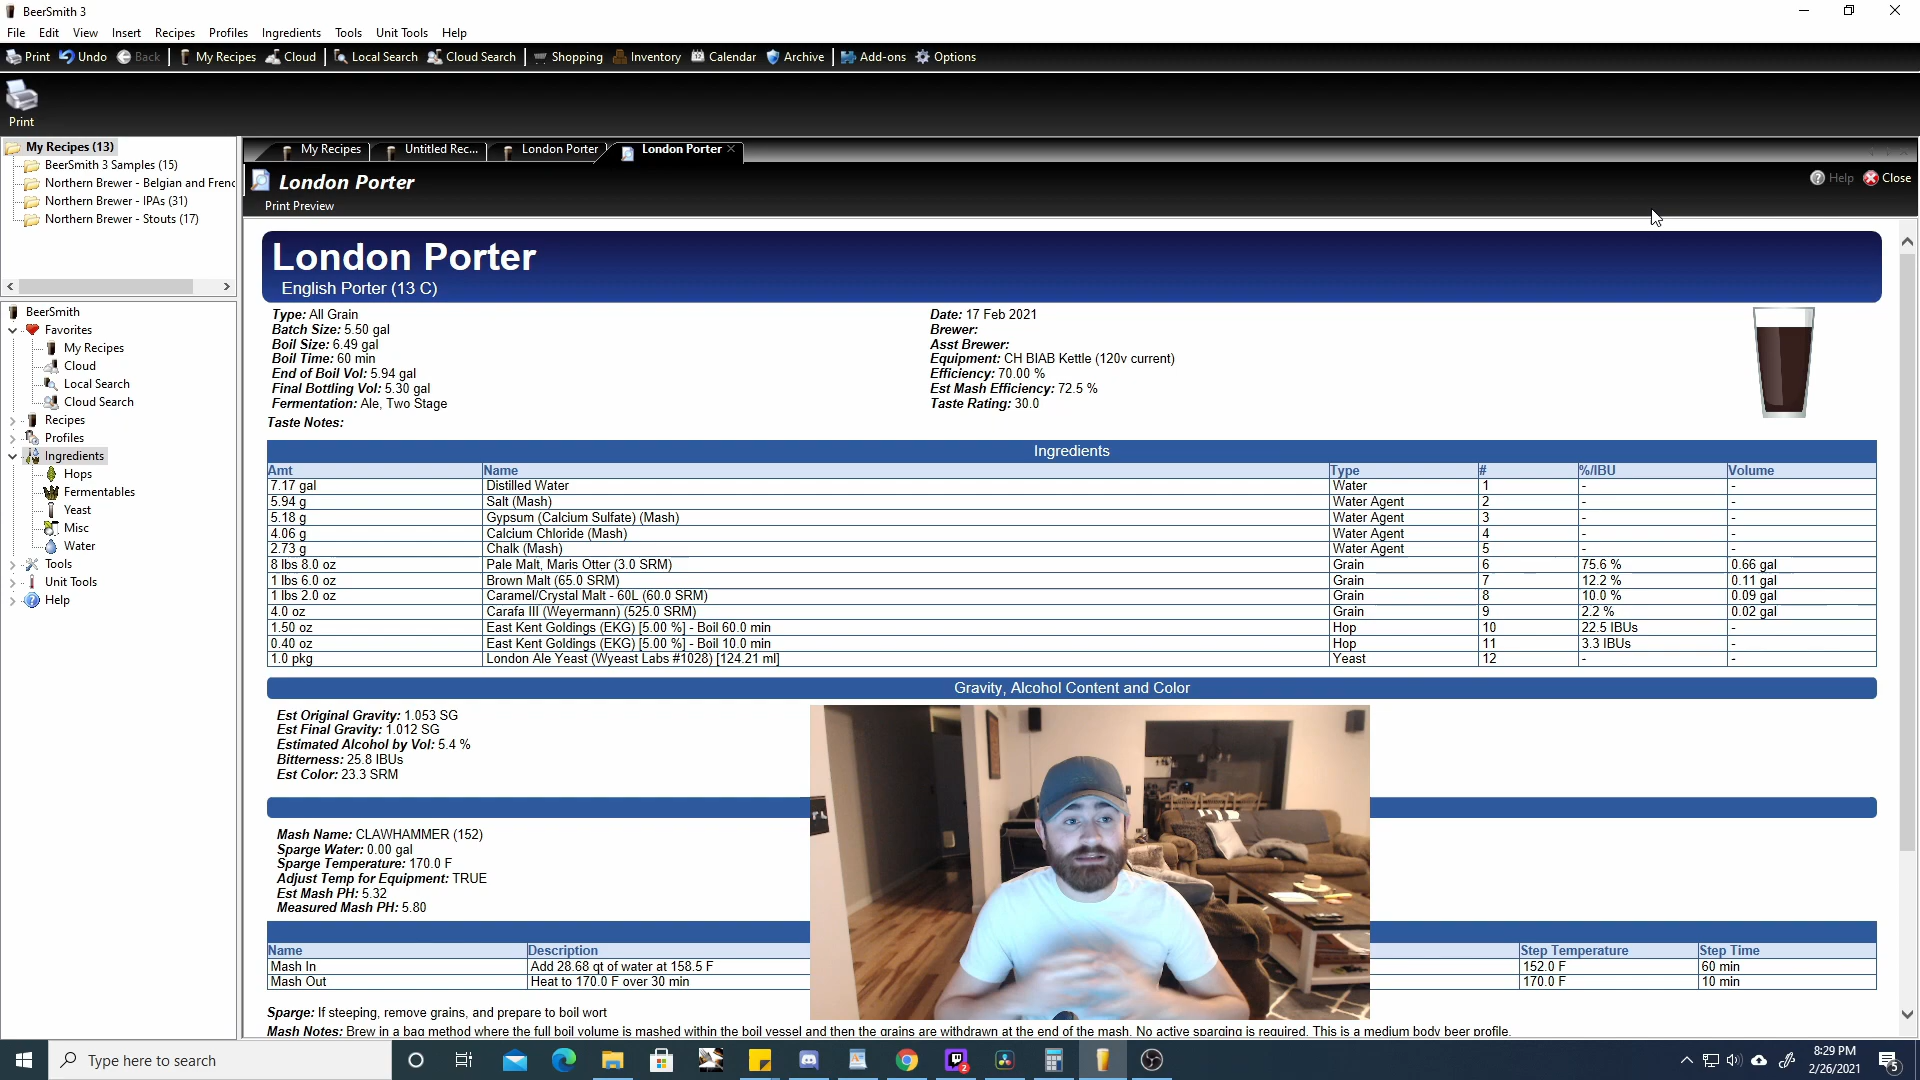 BeerSmith 3
File Edit View Insert Recipes Profiles Ingredients Tools Unit Tools Help
Print Undo Back My Recipes Cloud Local Search Cloud Search Shopping Inventory Calendar Archive Add-ons Options
Print
My Recipes (13)
BeerSmith 3 Samples (15)
Northern Brewer - Belgian and Frenc
Northern Brewer - IPAs (31)
Northern Brewer - Stouts (17)
BeerSmith
Favorites
My Recipes
Cloud
Local Search
Cloud Search
Recipes
Profiles
Ingredients
Hops
Fermentables
Yeast
Misc
Water
Tools
Unit Tools
Help
My Recipes Untitled Rec... London Porter London Porter
London Porter
Help Close
Print Preview
London Porter
English Porter (13 C)
Type: All Grain
Batch Size: 5.50 gal
Boil Size: 6.49 gal
Boil Time: 60 min
End of Boil Vol: 5.94 gal
Final Bottling Vol: 5.30 gal
Fermentation: Ale, Two Stage
Taste Notes:
Date: 17 Feb 2021
Brewer:
Asst Brewer:
Equipment: CH BIAB Kettle (120v current)
Efficiency: 70.00 %
Est Mash Efficiency: 72.5 %
Taste Rating: 30.0
Ingredients
Amt Name Type # %/IBU Volume
7.17 gal Distilled Water Water 1 - -
5.94 g Salt (Mash) Water Agent 2 - -
5.18 g Gypsum (Calcium Sulfate) (Mash) Water Agent 3 - -
4.06 g Calcium Chloride (Mash) Water Agent 4 - -
2.73 g Chalk (Mash) Water Agent 5 - -
8 lbs 8.0 oz Pale Malt, Maris Otter (3.0 SRM) Grain 6 75.6 % 0.66 gal
1 lbs 6.0 oz Brown Malt (65.0 SRM) Grain 7 12.2 % 0.11 gal
1 lbs 2.0 oz Caramel/Crystal Malt - 60L (60.0 SRM) Grain 8 10.0 % 0.09 gal
4.0 oz Carafa III (Weyermann) (525.0 SRM) Grain 9 2.2 % 0.02 gal
1.50 oz East Kent Goldings (EKG) [5.00 %] - Boil 60.0 min Hop 10 22.5 IBUs -
0.40 oz East Kent Goldings (EKG) [5.00 %] - Boil 10.0 min Hop 11 3.3 IBUs -
1.0 pkg London Ale Yeast (Wyeast Labs #1028) [124.21 ml] Yeast 12 - -
Gravity, Alcohol Content and Color
Est Original Gravity: 1.053 SG
Est Final Gravity: 1.012 SG
Estimated Alcohol by Vol: 5.4 %
Bitterness: 25.8 IBUs
Est Color: 23.3 SRM
Mash Name: CLAWHAMMER (152)
Sparge Water: 0.00 gal
Sparge Temperature: 170.0 F
Adjust Temp for Equipment: TRUE
Est Mash PH: 5.32
Measured Mash PH: 5.80
Name Description Step Temperature Step Time
Mash In Add 28.68 qt of water at 158.5 F 152.0 F 60 min
Mash Out Heat to 170.0 F over 30 min 170.0 F 10 min
Sparge: If steeping, remove grains, and prepare to boil wort
Mash Notes: Brew in a bag method where the full boil volume is mashed within the boil vessel and then the grains are withdrawn at the end of the mash. No active sparging is required. This is a medium body beer profile.
Type here to search
2
8:29 PM
2/26/2021
5